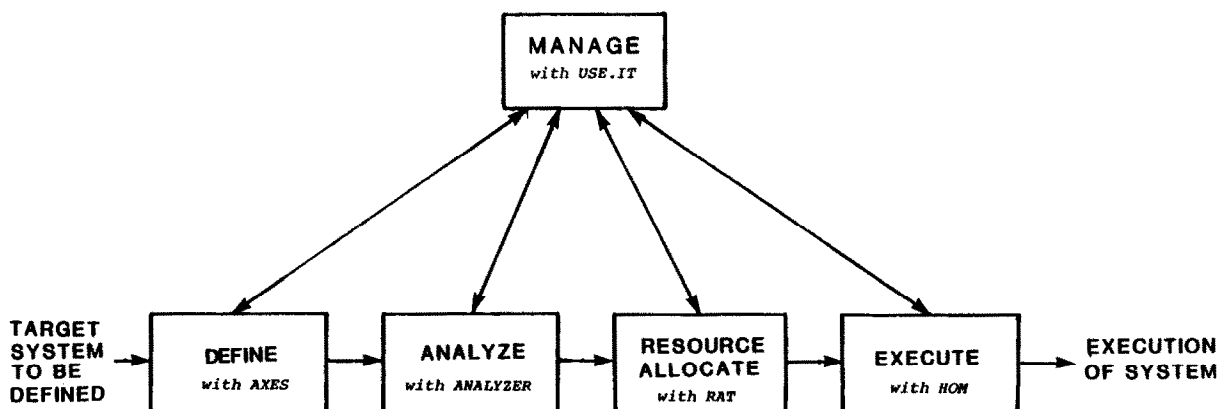 MANAGE
with USE.IT
TARGET
SYSTEM
TO BE
DEFINED
DEFINE
with AXES
ANALYZE
with ANALYZER
RESOURCE
ALLOCATE
with RAT
EXECUTE
with HOM
EXECUTION
OF SYSTEM